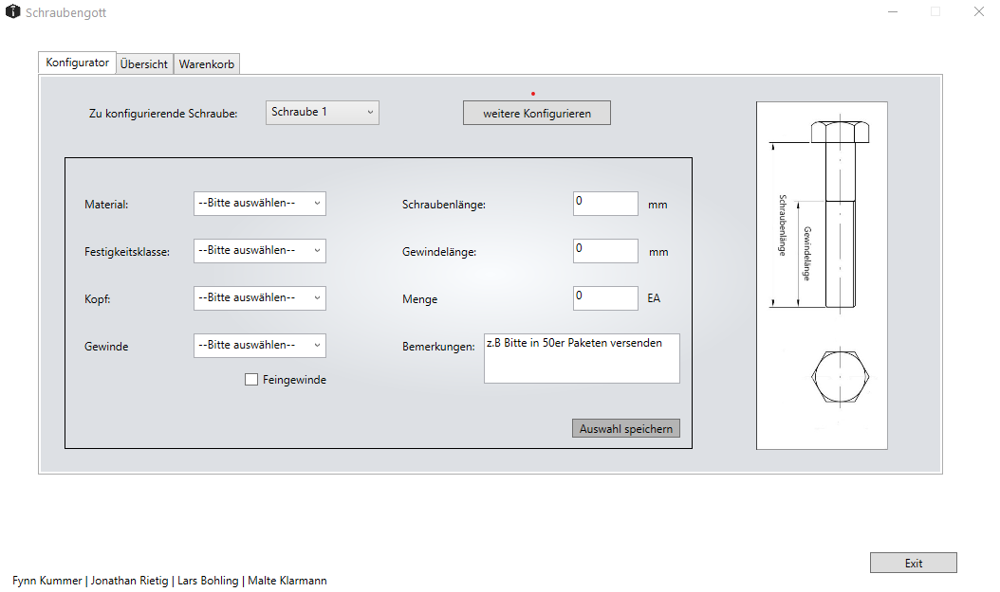 Schraubengott
Konfigurator Übersicht Warenkorb
Zu konfigurierende Schraube: Schraube 1 weitere Konfigurieren
Material: --Bitte auswählen-- Schraubenlänge: 0 mm
Festigkeitsklasse: --Bitte auswählen-- Gewindelänge: 0 mm
Kopf: --Bitte auswählen-- Menge 0 EA
Gewinde --Bitte auswählen-- Bemerkungen: z.B Bitte in 50er Paketen versenden
Feingewinde
Auswahl speichern
Schraubenlänge
Gewindelänge
Exit
Fynn Kummer | Jonathan Rietig | Lars Bohling | Malte Klarmann